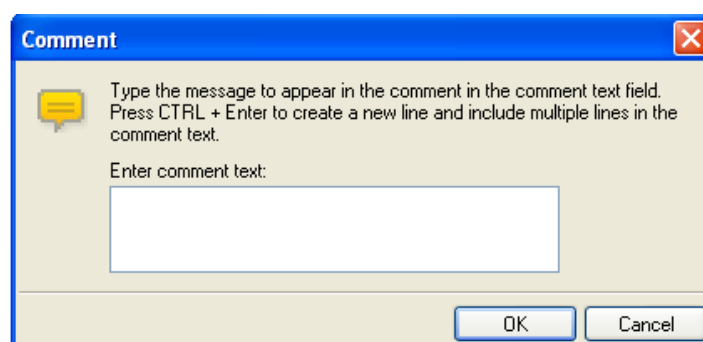 Comment
Type the message to appear in the comment in the comment text field.
Press CTRL + Enter to create a new line and include multiple lines in the
comment text.
Enter comment text:
OK
Cancel